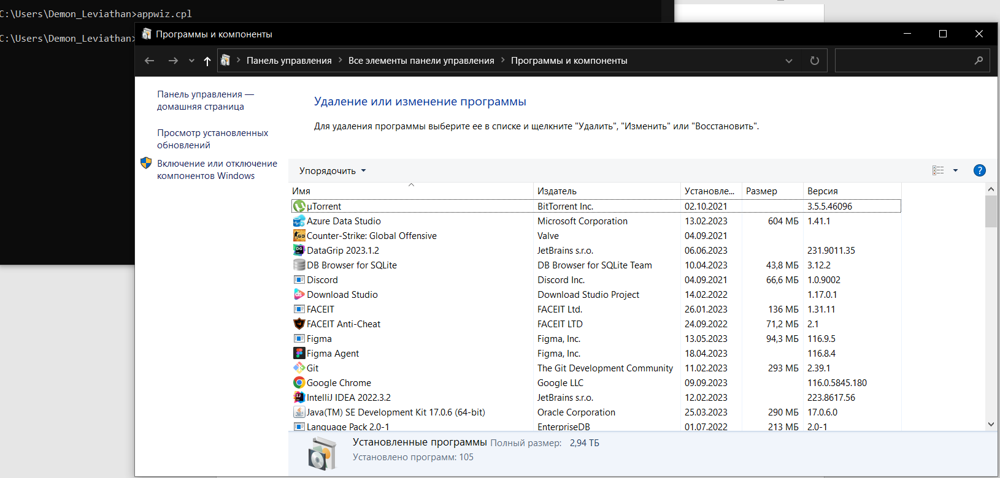 C:\Users\Demon_Leviathan>appwiz.cpl
C:\Users\Demon_Leviathan>
Программы и компоненты
Панель управления > Все элементы панели управления > Программы и компоненты
Панель управления —
домашняя страница
Просмотр установленных
обновлений
Включение или отключение
компонентов Windows
Удаление или изменение программы
Для удаления программы выберите ее в списке и щелкните "Удалить", "Изменить" или "Восстановить".
Упорядочить
Имя Издатель Установле... Размер Версия
µTorrent BitTorrent Inc. 02.10.2021 3.5.5.46096
Azure Data Studio Microsoft Corporation 13.02.2023 604 МБ 1.41.1
Counter-Strike: Global Offensive Valve 04.09.2021
DataGrip 2023.1.2 JetBrains s.r.o. 06.06.2023 231.9011.35
DB Browser for SQLite DB Browser for SQLite Team 10.04.2023 43,8 МБ 3.12.2
Discord Discord Inc. 04.09.2021 66,6 МБ 1.0.9002
Download Studio Download Studio Project 14.02.2022 1.17.0.1
FACEIT FACEIT Ltd. 26.01.2023 136 МБ 1.31.11
FACEIT Anti-Cheat FACEIT LTD 24.09.2022 71,2 МБ 2.1
Figma Figma, Inc. 13.05.2023 94,3 МБ 116.9.5
Figma Agent Figma, Inc. 18.04.2023 116.8.4
Git The Git Development Community 11.02.2023 293 МБ 2.39.1
Google Chrome Google LLC 09.09.2023 116.0.5845.180
IntelliJ IDEA 2022.3.2 JetBrains s.r.o. 12.02.2023 223.8617.56
Java(TM) SE Development Kit 17.0.6 (64-bit) Oracle Corporation 25.03.2023 290 МБ 17.0.6.0
Language Pack 2.0-1 EnterpriseDB 01.07.2022 213 МБ 2.0-1
Установленные программы Полный размер: 2,94 ТБ
Установлено программ: 105